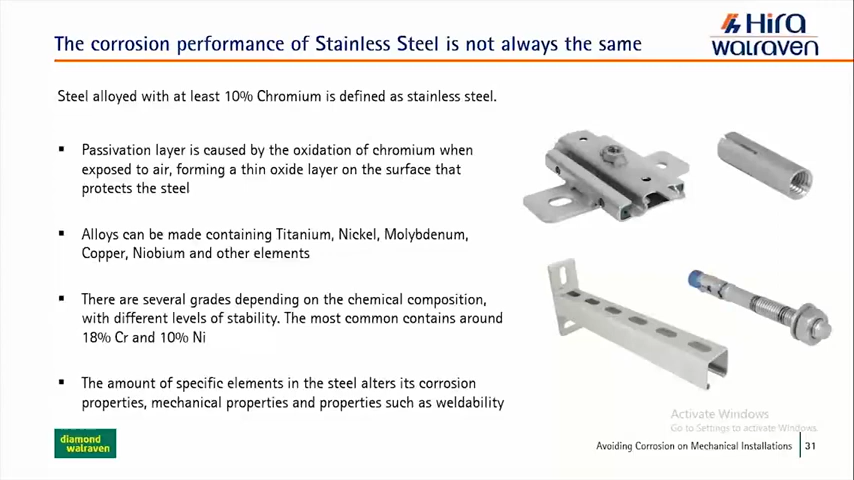 The corrosion performance of Stainless Steel is not always the same
Hira
walraven
Steel alloyed with at least 10% Chromium is defined as stainless steel.
▪ Passivation layer is caused by the oxidation of chromium when
exposed to air, forming a thin oxide layer on the surface that
protects the steel
▪ Alloys can be made containing Titanium, Nickel, Molybdenum,
Copper, Niobium and other elements
▪ There are several grades depending on the chemical composition,
with different levels of stability. The most common contains around
18% Cr and 10% Ni
▪ The amount of specific elements in the steel alters its corrosion
properties, mechanical properties and properties such as weldability
Activate Windows
Go to Settings to activate Windows.
diamond
walraven
Avoiding Corrosion on Mechanical Installations 31